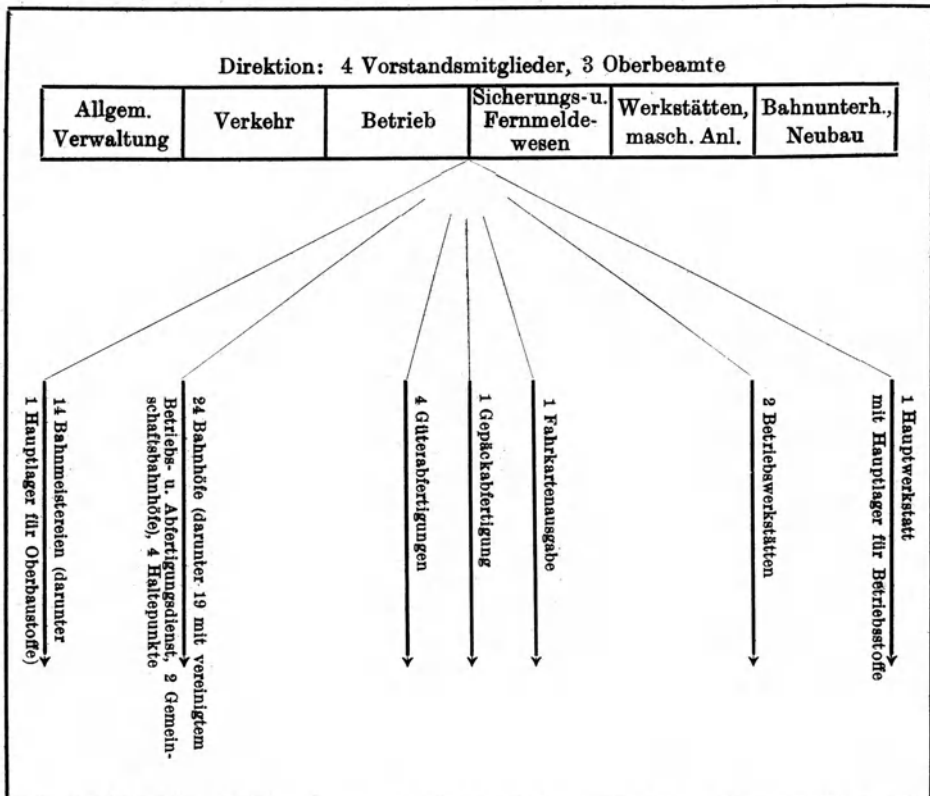 Direktion: 4 Vorstandsmitglieder, 3 Oberbeamte
Allgem.
Verwaltung
Verkehr
Betrieb
Sicherungs- u.
Fernmelde-
wesen
Werkstätten,
masch. Anl.
Bahnunterh.,
Neubau
14 Bahnmeistereien (darunter
1 Hauptlager für Oberbaustoffe)
24 Bahnhöfe (darunter 19 mit vereinigtem
Betriebs- u. Abfertigungsdienst, 2 Gemein-
schaftsbahnhöfe), 4 Haltepunkte
4 Güterabfertigungen
1 Gepäckabfertigung
1 Fahrkartenausgabe
2 Betriebswerkstätten
1 Hauptwerkstatt
mit Hauptlager für Betriebsstoffe